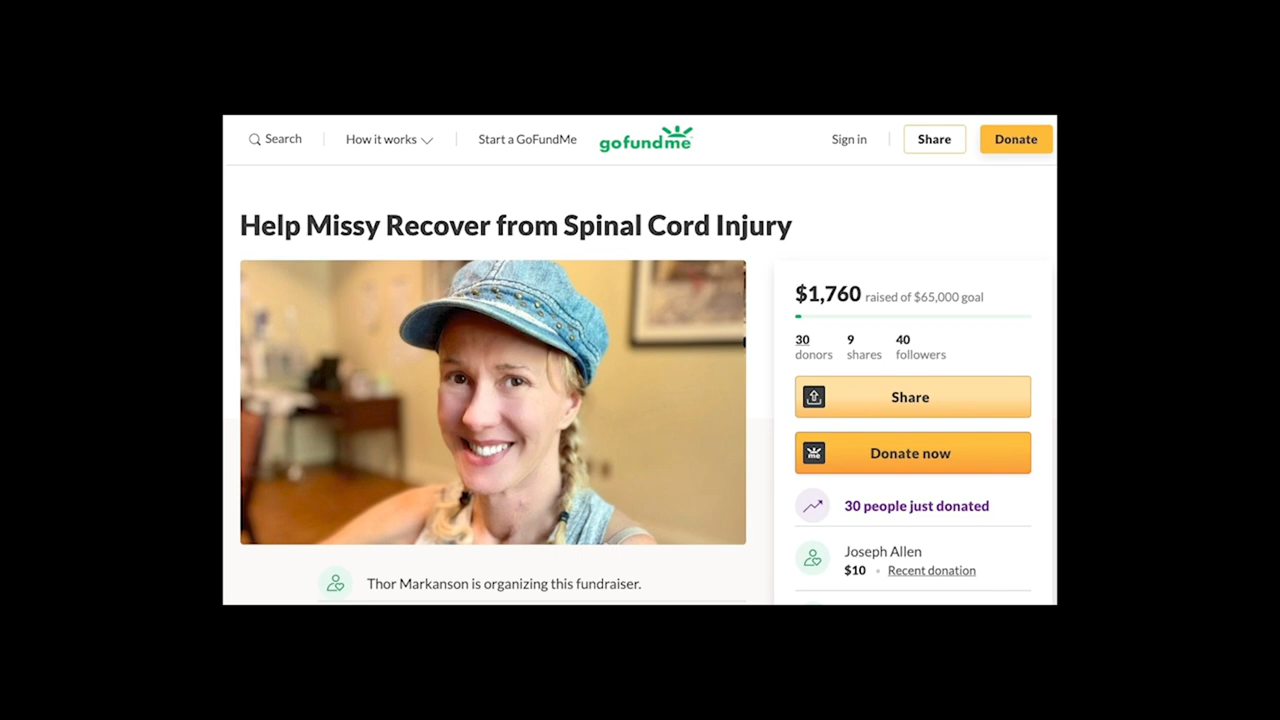 Search
How it works
Start a GoFundMe
gofundme
Sign in
Share
Donate
Help Missy Recover from Spinal Cord Injury
$1,760 raised of $65,000 goal
30 donors
9 shares
40 followers
Share
me
Donate now
30 people just donated
Joseph Allen
$10 • Recent donation
Thor Markanson is organizing this fundraiser.